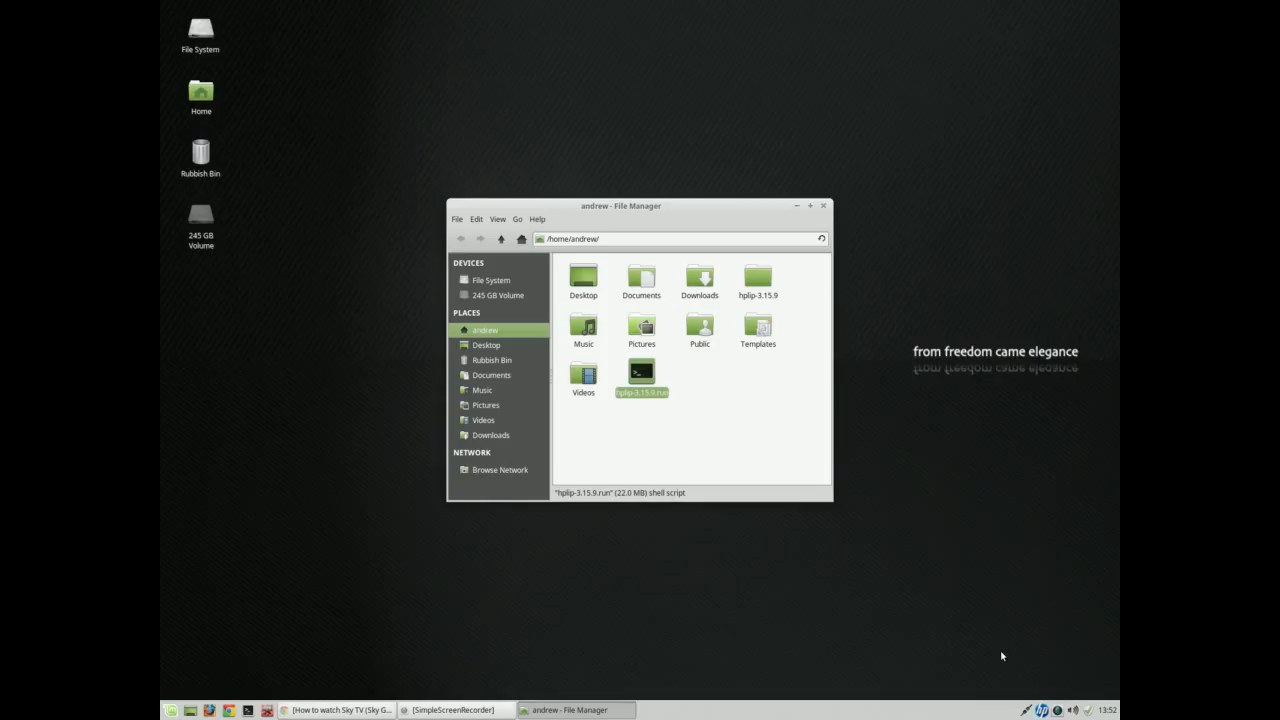 File System
Home
Rubbish Bin
245 GB
Volume
andrew - File Manager
File Edit View Go Help
/home/andrew/
DEVICES
File System
245 GB Volume
PLACES
andrew
Desktop
Rubbish Bin
Documents
Music
Pictures
Videos
Downloads
NETWORK
Browse Network
Desktop Documents Downloads hplip-3.15.9
Music Pictures Public Templates
Videos hplip-3.15.9.run
"hplip-3.15.9.run" (22.0 MB) shell script
from freedom came elegance
[How to watch Sky TV (Sky G... [SimpleScreenRecorder] andrew - File Manager hp 13:52